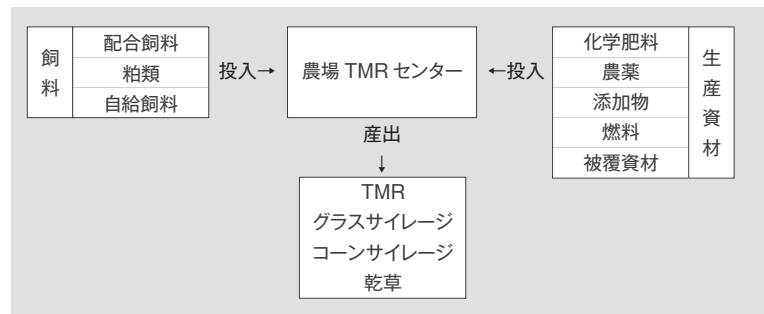 飼料
配合飼料
粕類
自給飼料
投入→
農場 TMR センター
←投入
化学肥料
農薬
添加物
燃料
被覆資材
生産資材
産出
↓
TMR
グラスサイレージ
コーンサイレージ
乾草